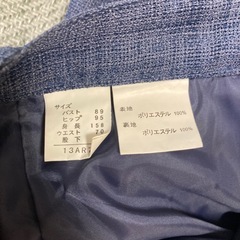 サイズ
バスト 89
ヒップ 95
身長 158
ウエスト 70
股下
13AR
表地
ポリエステル 100%
裏地
ポリエステル 100%